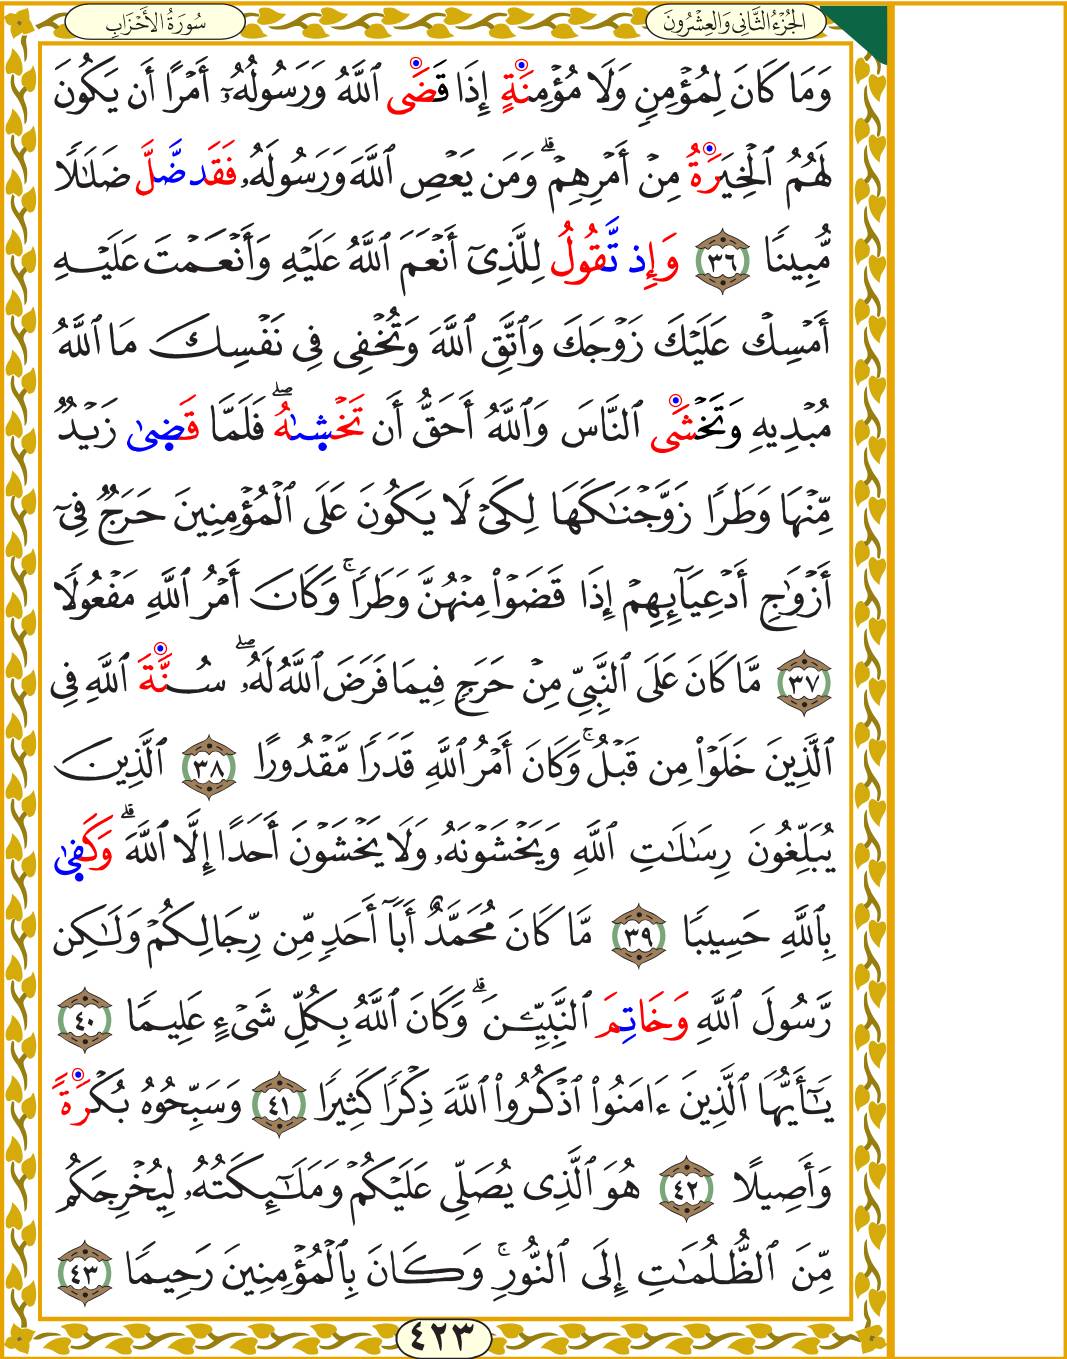 سُورَةُ الأَحْزَابِ
الجُزْءُ الثَّانِي وَالعِشْرُونَ
وَمَا كَانَ لِمُؤْمِنٍ وَلَا مُؤْمِنَةٍ إِذَا قَضَى ٱللَّهُ وَرَسُولُهُۥٓ أَمْرًا أَن يَكُونَ
لَهُمُ ٱلْخِيَرَةُ مِنْ أَمْرِهِمْ ۗ وَمَن يَعْصِ ٱللَّهَ وَرَسُولَهُۥ فَقَد ضَّلَّ ضَلَٰلًا
مُّبِينًا ٣٦ وَإِذ تَّقُولُ لِلَّذِىٓ أَنْعَمَ ٱللَّهُ عَلَيْهِ وَأَنْعَمْتَ عَلَيْهِ
أَمْسِكْ عَلَيْكَ زَوْجَكَ وَٱتَّقِ ٱللَّهَ وَتُخْفِى فِى نَفْسِكَ مَا ٱللَّهُ
مُبْدِيهِ وَتَخْشَى ٱلنَّاسَ وَٱللَّهُ أَحَقُّ أَن تَخْشىٰهُ ۖ فَلَمَّا قَضىٰ زَيْدٌ
مِّنْهَا وَطَرًا زَوَّجْنَٰكَهَا لِكَىْ لَا يَكُونَ عَلَى ٱلْمُؤْمِنِينَ حَرَجٌ فِىٓ
أَزْوَٰجِ أَدْعِيَآئِهِمْ إِذَا قَضَوْا۟ مِنْهُنَّ وَطَرًا ۚ وَكَانَ أَمْرُ ٱللَّهِ مَفْعُولًا
٣٧ مَّا كَانَ عَلَى ٱلنَّبِىِّ مِنْ حَرَجٍ فِيمَا فَرَضَ ٱللَّهُ لَهُۥ ۖ سُنَّةَ ٱللَّهِ فِى
ٱلَّذِينَ خَلَوْا۟ مِن قَبْلُ ۚ وَكَانَ أَمْرُ ٱللَّهِ قَدَرًا مَّقْدُورًا ٣٨ ٱلَّذِينَ
يُبَلِّغُونَ رِسَٰلَٰتِ ٱللَّهِ وَيَخْشَوْنَهُۥ وَلَا يَخْشَوْنَ أَحَدًا إِلَّا ٱللَّهَ ۗ وَكَفىٰ
بِٱللَّهِ حَسِيبًا ٣٩ مَّا كَانَ مُحَمَّدٌ أَبَآ أَحَدٍ مِّن رِّجَالِكُمْ وَلَٰكِن
رَّسُولَ ٱللَّهِ وَخَاتِمَ ٱلنَّبِيِّۦنَ ۗ وَكَانَ ٱللَّهُ بِكُلِّ شَىْءٍ عَلِيمًا ٤٠
يَٰٓأَيُّهَا ٱلَّذِينَ ءَامَنُوا۟ ٱذْكُرُوا۟ ٱللَّهَ ذِكْرًا كَثِيرًا ٤١ وَسَبِّحُوهُ بُكْرَةً
وَأَصِيلًا ٤٢ هُوَ ٱلَّذِى يُصَلِّى عَلَيْكُمْ وَمَلَٰٓئِكَتُهُۥ لِيُخْرِجَكُم
مِّنَ ٱلظُّلُمَٰتِ إِلَى ٱلنُّورِ ۚ وَكَانَ بِٱلْمُؤْمِنِينَ رَحِيمًا ٤٣
٤٢٣